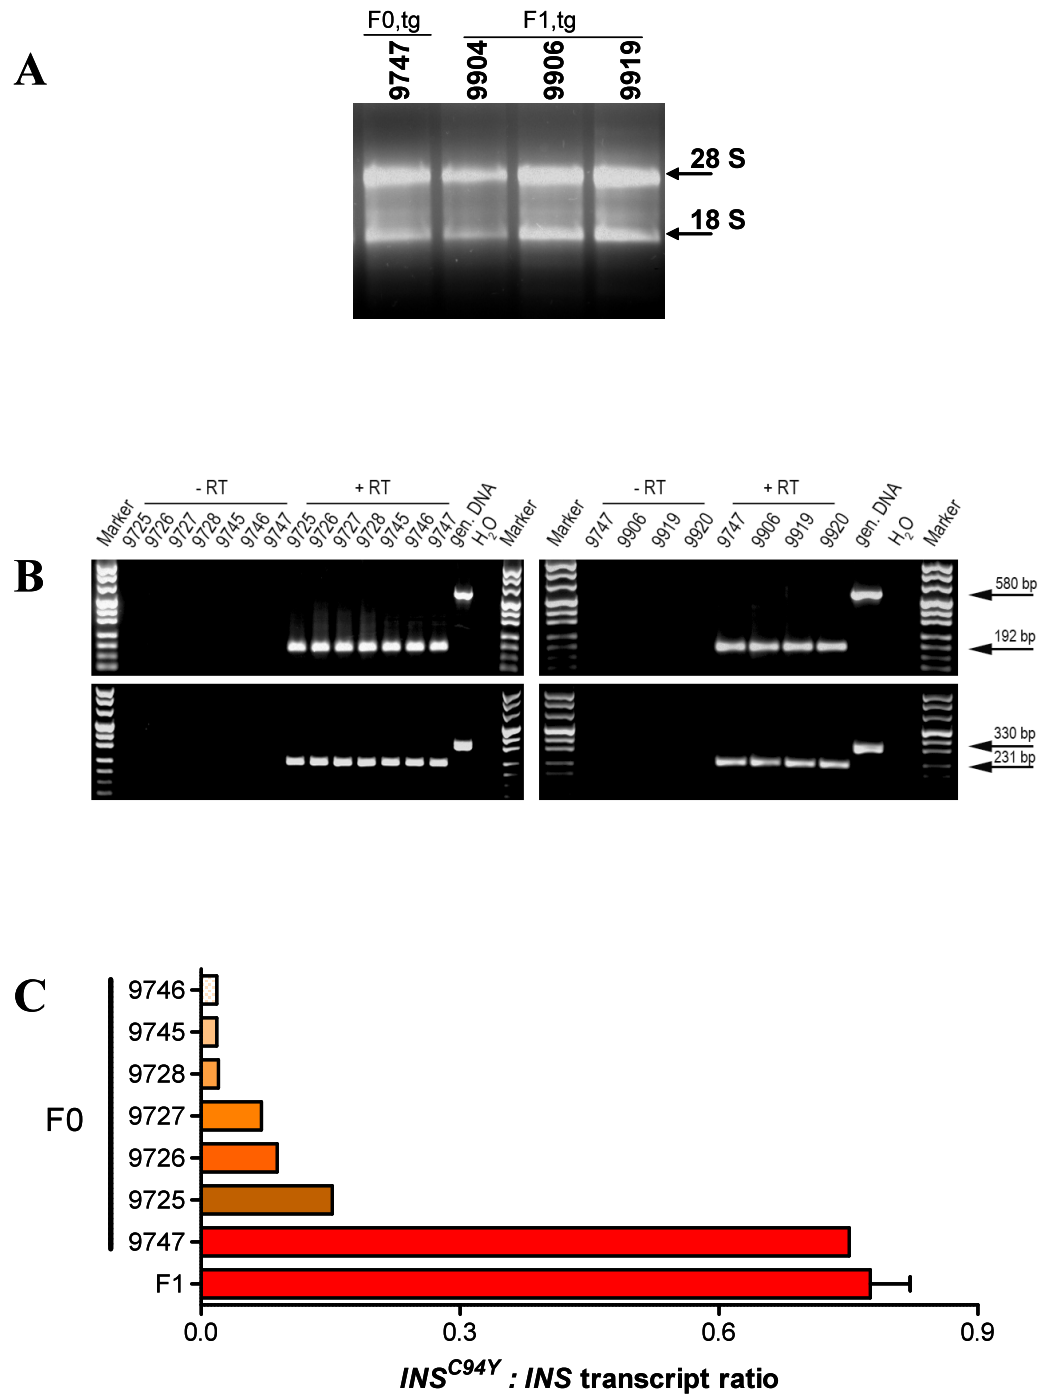 A
F0,tg F1,tg
9747 9904 9906 9919
28 S
18 S
B
- RT + RT - RT + RT
Marker 9725 9726 9727 9728 9745 9746 9747 9725 9726 9727 9728 9745 9746 9747 gen. DNA H2O Marker Marker 9747 9906 9919 9920 9747 9906 9919 9920 gen. DNA H2O Marker
580 bp
192 bp
330 bp
231 bp
C
F0
9746
9745
9728
9727
9726
9725
9747
F1
0.0 0.3 0.6 0.9
INS^C94Y : INS transcript ratio